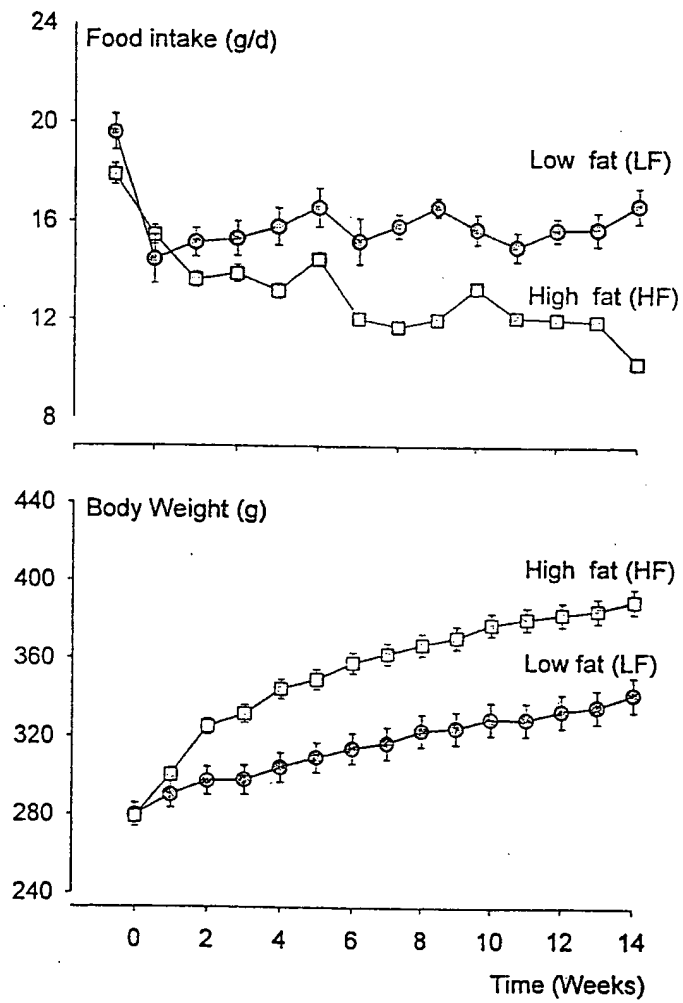 24
Food intake (g/d)
20
Low fat (LF)
16
High fat (HF)
12
8
440
Body Weight (g)
400
High fat (HF)
360
Low fat (LF)
320
280
240
0 2 4 6 8 10 12 14
Time (Weeks)